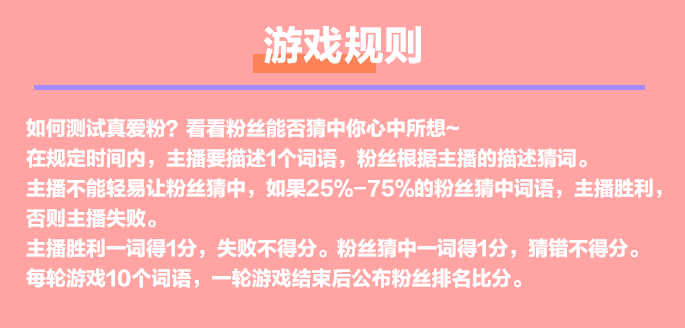 游戏规则
如何测试真爱粉？看看粉丝能否猜中你心中所想~
在规定时间内，主播要描述1个词语，粉丝根据主播的描述猜词。
主播不能轻易让粉丝猜中，如果25%-75%的粉丝猜中词语，主播胜利，
否则主播失败。
主播胜利一词得1分，失败不得分。粉丝猜中一词得1分，猜错不得分。
每轮游戏10个词语，一轮游戏结束后公布粉丝排名比分。